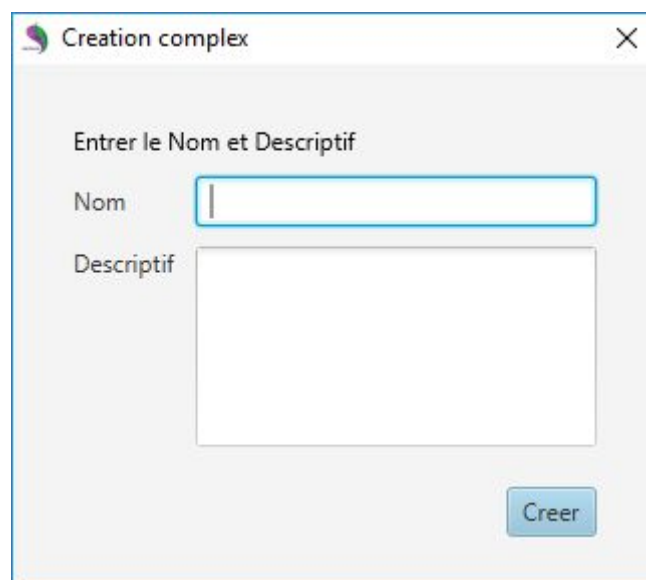 Creation complex
Entrer le Nom et Descriptif
Nom
Descriptif
Creer